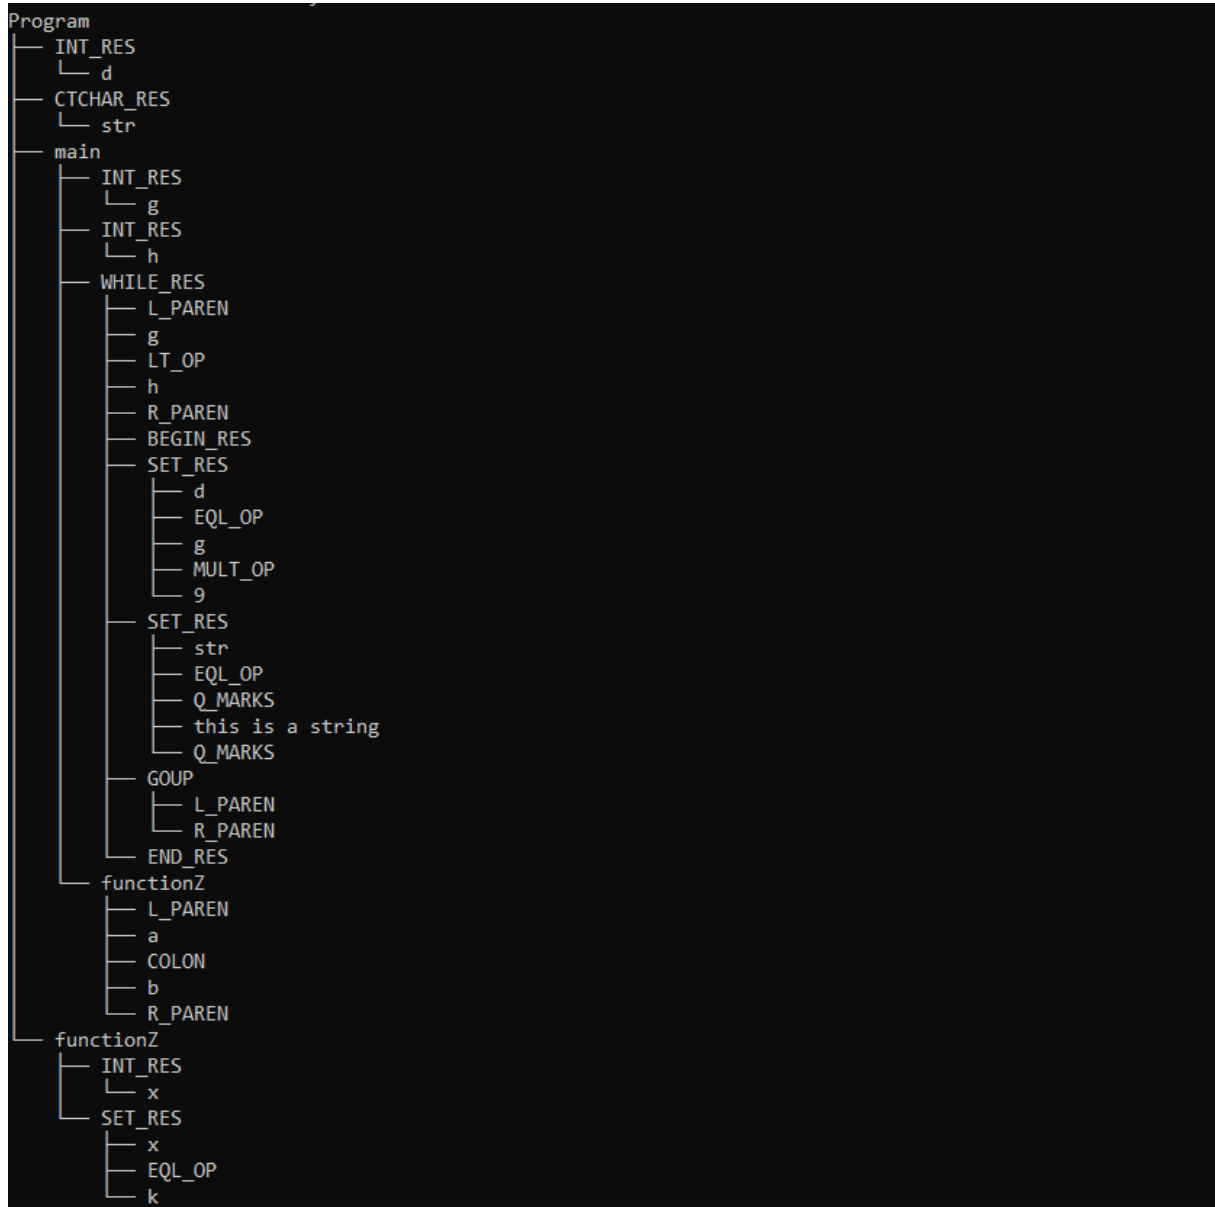 Program
├── INT_RES
│   └── d
├── CTCHAR_RES
│   └── str
├── main
│   ├── INT_RES
│   │   └── g
│   ├── INT_RES
│   │   └── h
│   ├── WHILE_RES
│   │   ├── L_PAREN
│   │   ├── g
│   │   ├── LT_OP
│   │   ├── h
│   │   ├── R_PAREN
│   │   ├── BEGIN_RES
│   │   ├── SET_RES
│   │   │   ├── d
│   │   │   ├── EQL_OP
│   │   │   ├── g
│   │   │   ├── MULT_OP
│   │   │   └── 9
│   │   ├── SET_RES
│   │   │   ├── str
│   │   │   ├── EQL_OP
│   │   │   ├── Q_MARKS
│   │   │   ├── this is a string
│   │   │   └── Q_MARKS
│   │   ├── GOUP
│   │   │   ├── L_PAREN
│   │   │   └── R_PAREN
│   │   └── END_RES
│   └── functionZ
│       ├── L_PAREN
│       ├── a
│       ├── COLON
│       ├── b
│       └── R_PAREN
└── functionZ
    ├── INT_RES
    │   └── x
    └── SET_RES
        ├── x
        ├── EQL_OP
        └── k